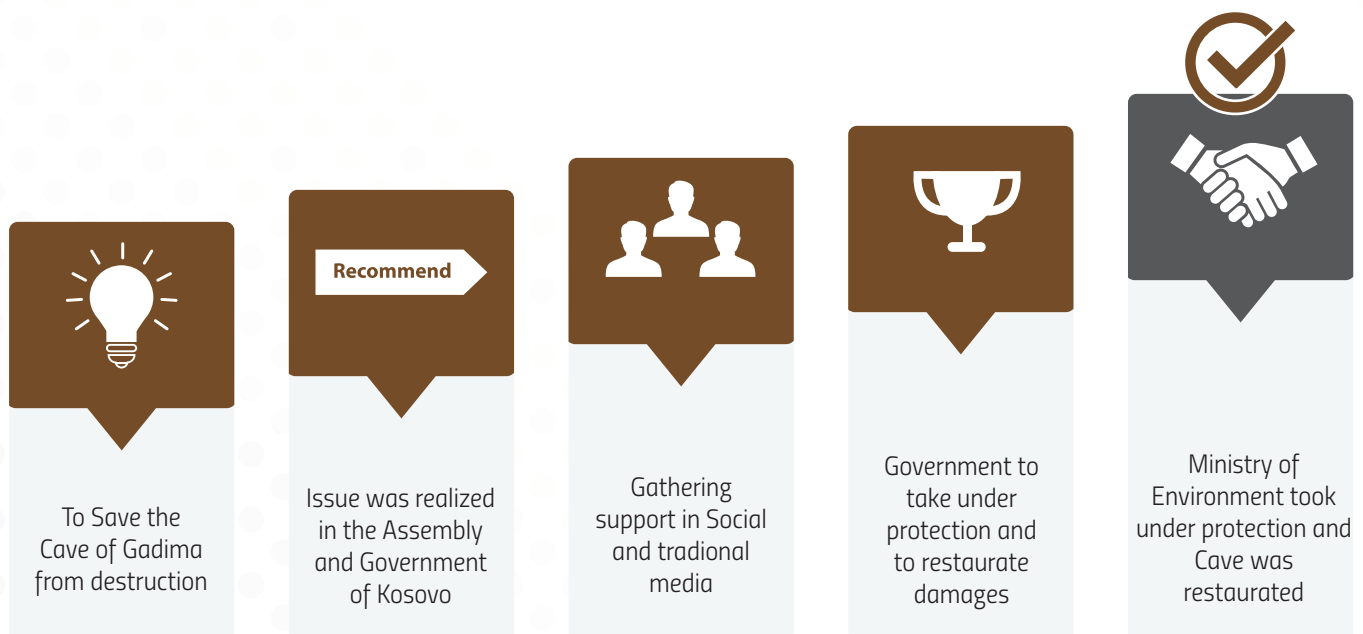 To Save the
Cave of Gadima
from destruction
Recommend
Issue was realized
in the Assembly
and Government
of Kosovo
Gathering
support in Social
and tradional
media
Government to
take under
protection and
to restaurate
damages
Ministry of
Environment took
under protection and
Cave was
restaurated